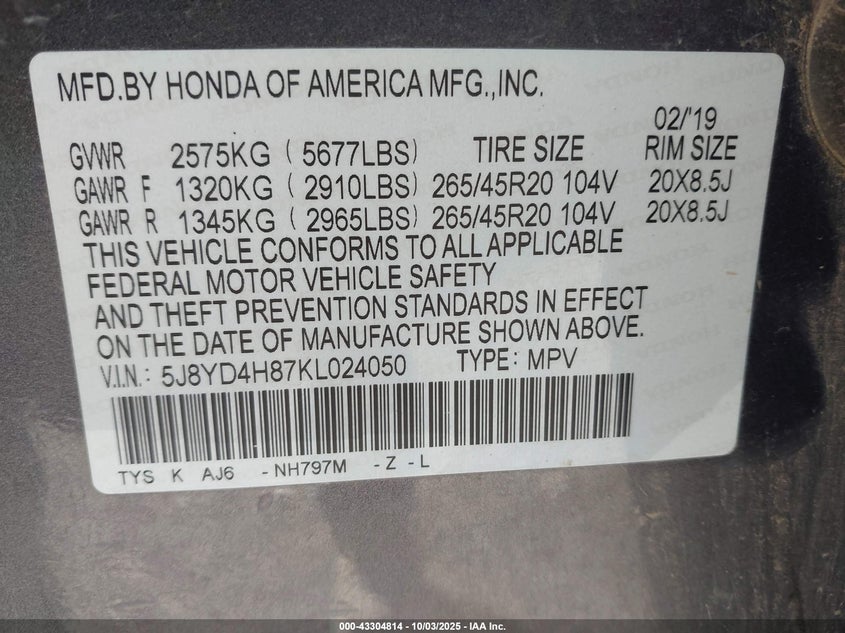 MFD.BY HONDA OF AMERICA MFG.,INC.
02/'19
GVWR 2575KG ( 5677LBS) TIRE SIZE RIM SIZE
GAWR F 1320KG ( 2910LBS) 265/45R20 104V 20X8.5J
GAWR R 1345KG ( 2965LBS) 265/45R20 104V 20X8.5J
THIS VEHICLE CONFORMS TO ALL APPLICABLE
FEDERAL MOTOR VEHICLE SAFETY
AND THEFT PREVENTION STANDARDS IN EFFECT
ON THE DATE OF MANUFACTURE SHOWN ABOVE.
V.I.N.: 5J8YD4H87KL024050 TYPE: MPV
TYS K AJ6 -NH797M -Z -L
000-43304814 - 10/03/2025 - IAA Inc.